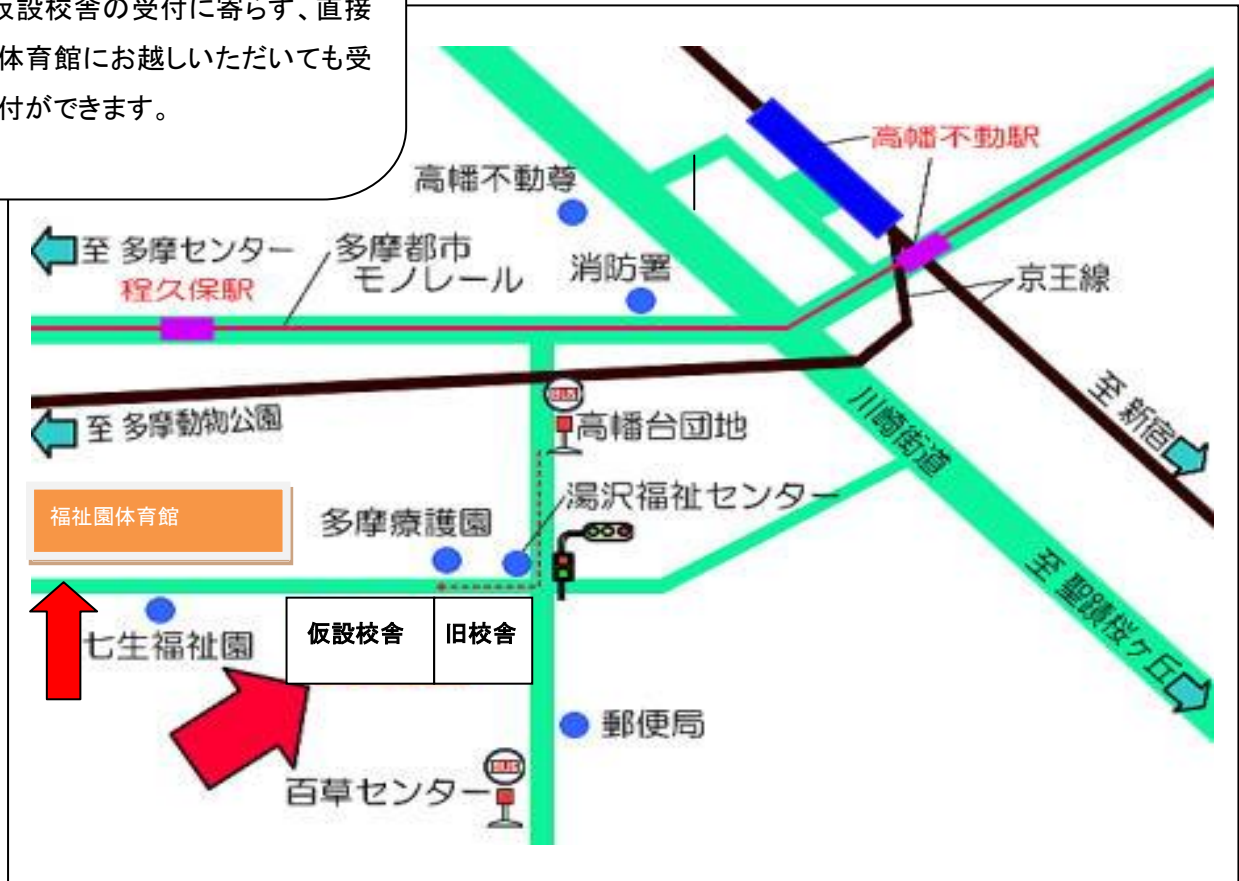 仮設校舎の受付に寄らず、直接
体育館にお越しいただいても受
付ができます。
高幡不動駅
高幡不動尊
至 多摩センター
多摩都市
モノレール
消防署
京王線
程久保駅
至 新宿
BUS
川崎街道
至 多摩動物公園
高幡台団地
湯沢福祉センター
福祉園体育館
多摩療護園
至 聖蹟桜ヶ丘
仮設校舎
旧校舎
七生福祉園
郵便局
BUS
百草センター